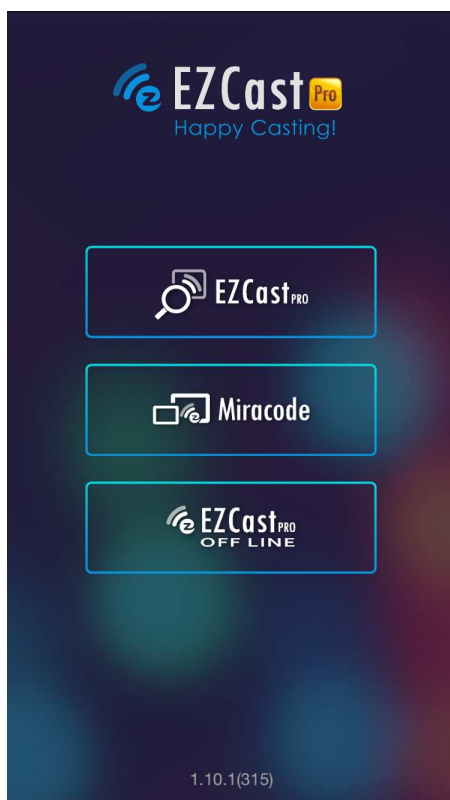 EZCast Pro
Happy Casting!
EZCast PRO
Miracode
EZCast PRO
OFF LINE
1.10.1(315)